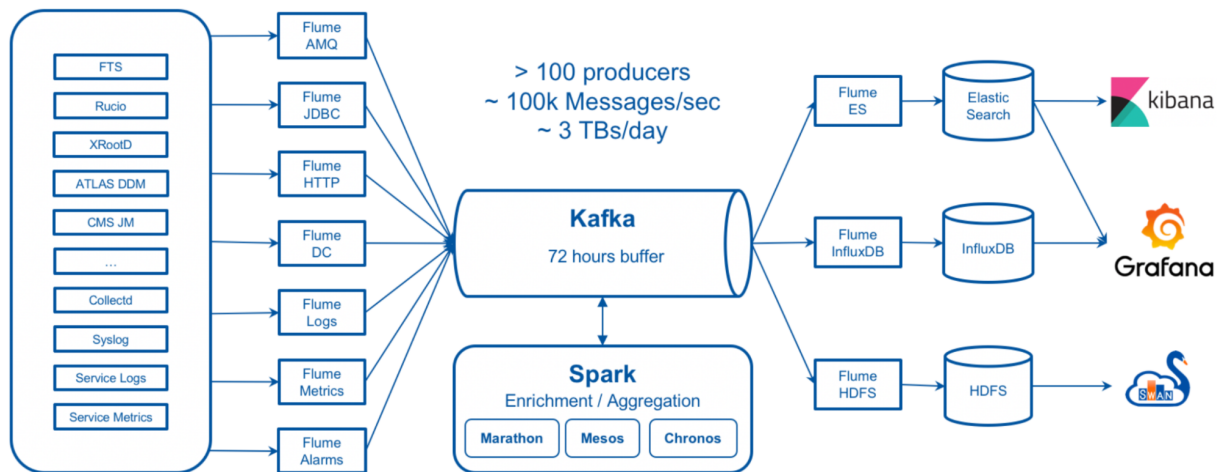 FTS
Rucio
XRootD
ATLAS DDM
CMS JM
...
Collectd
Syslog
Service Logs
Service Metrics
Flume
AMQ
Flume
JDBC
Flume
HTTP
Flume
DC
Flume
Logs
Flume
Metrics
Flume
Alarms
> 100 producers
~ 100k Messages/sec
~ 3 TBs/day
Kafka
72 hours buffer
Spark
Enrichment / Aggregation
Marathon
Mesos
Chronos
Flume
ES
Elastic
Search
kibana
Flume
InfluxDB
InfluxDB
Grafana
Flume
HDFS
HDFS
SWAN